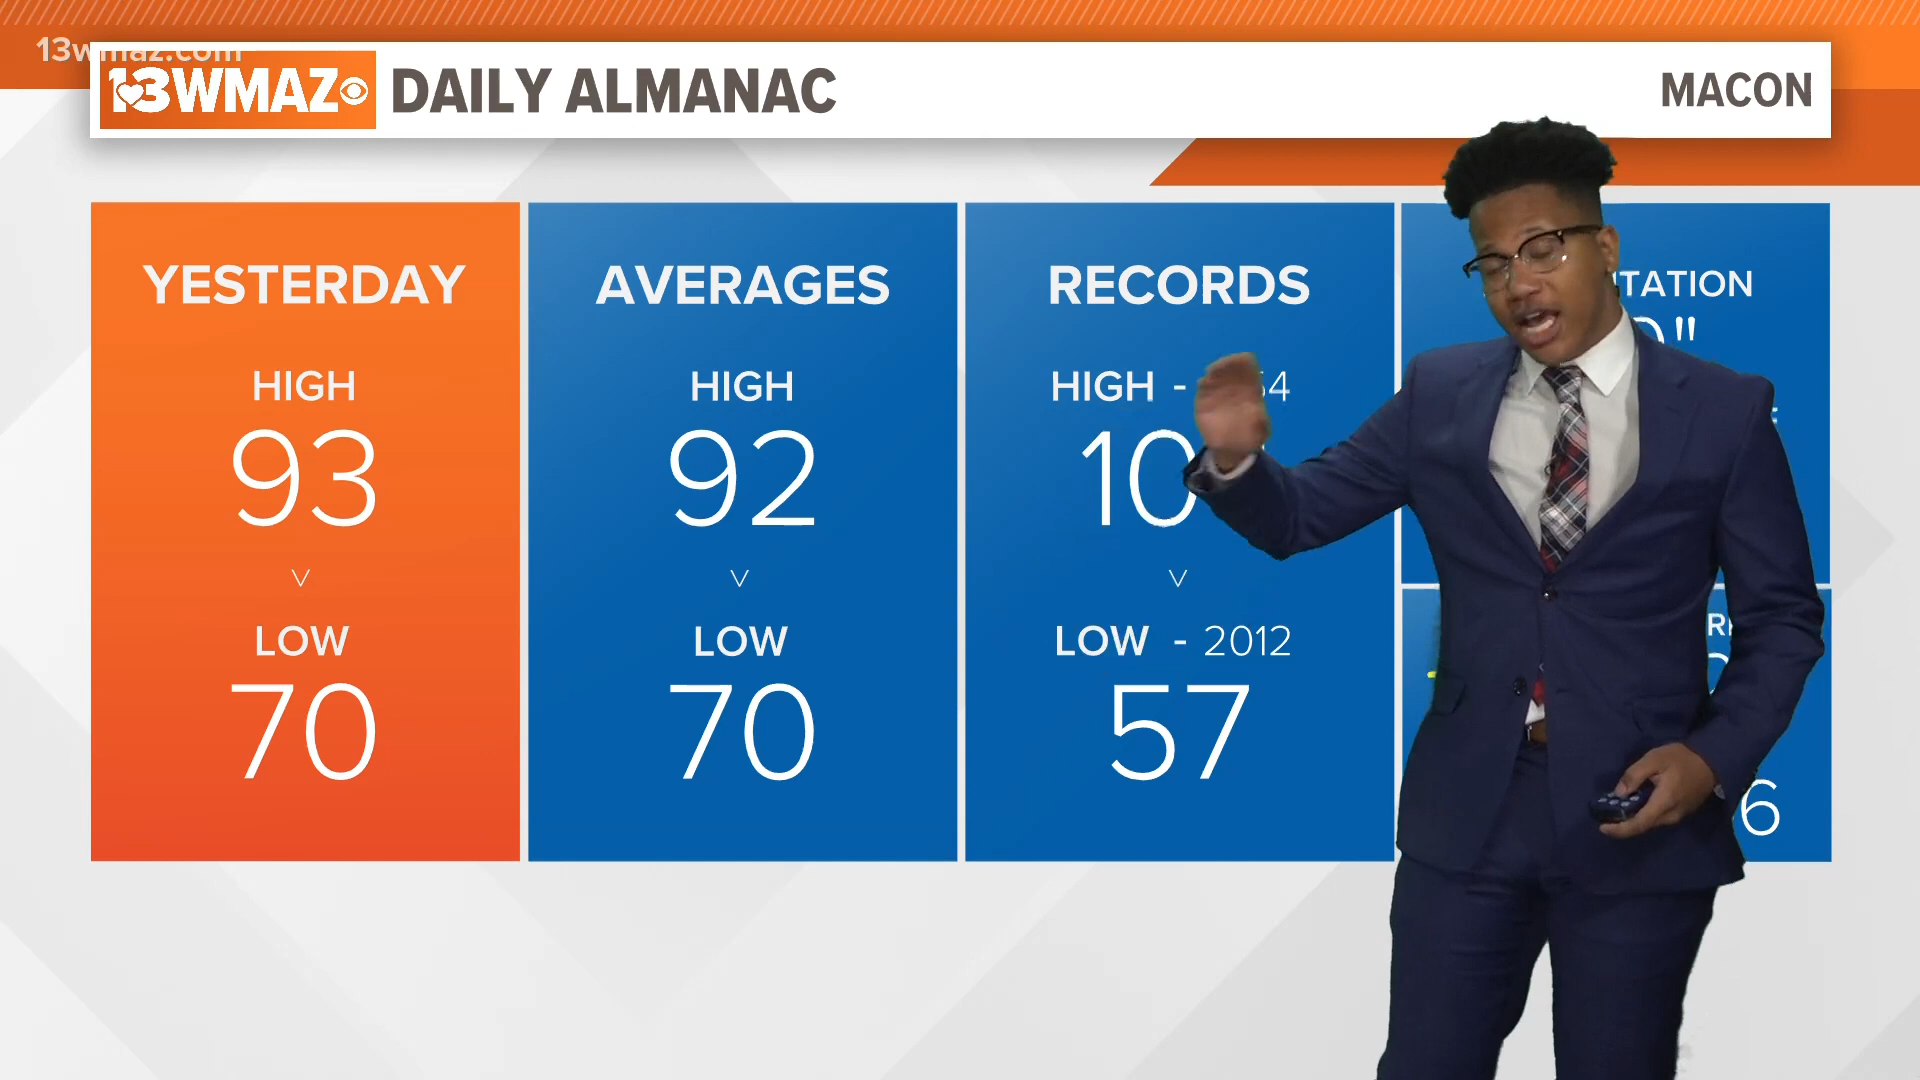 13wmaz.com
13WMAZ DAILY ALMANAC
MACON
YESTERDAY
HIGH
93
LOW
70
AVERAGES
HIGH
92
LOW
70
RECORDS
HIGH -
LOW - 2012
57